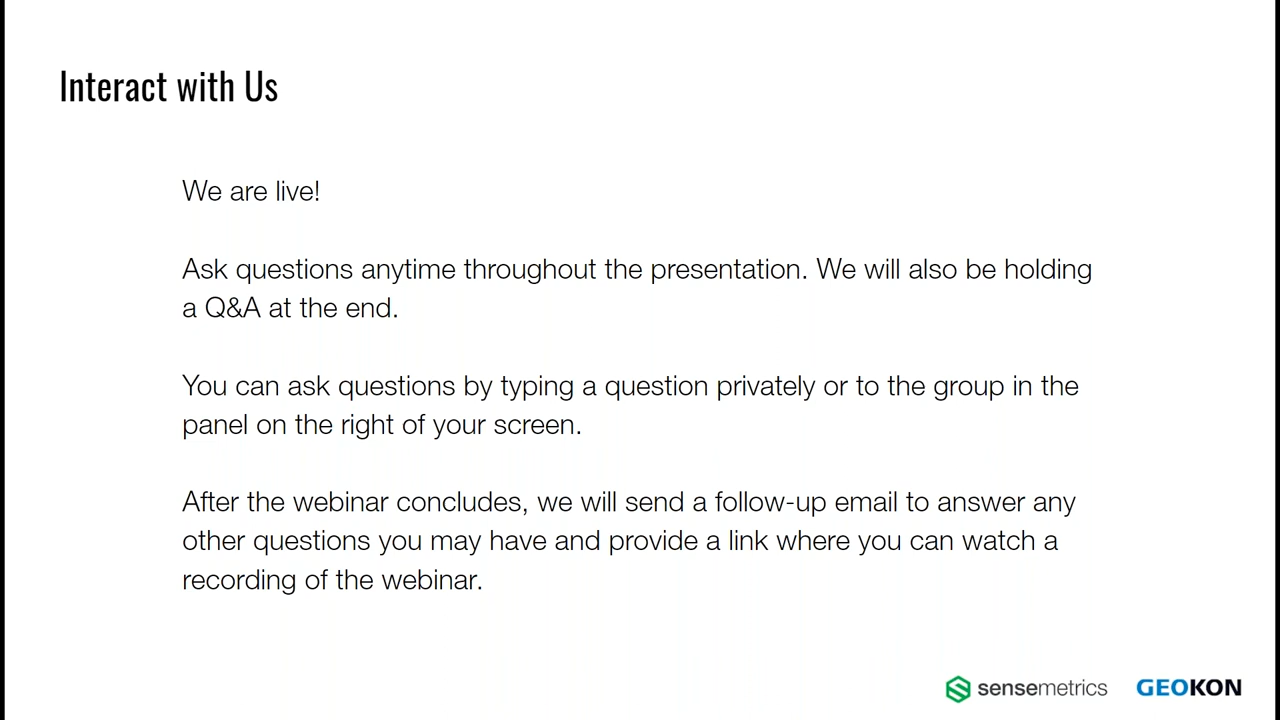 Interact with Us
We are live!
Ask questions anytime throughout the presentation. We will also be holding
a Q&A at the end.
You can ask questions by typing a question privately or to the group in the
panel on the right of your screen.
After the webinar concludes, we will send a follow-up email to answer any
other questions you may have and provide a link where you can watch a
recording of the webinar.
sensemetrics GEOKON